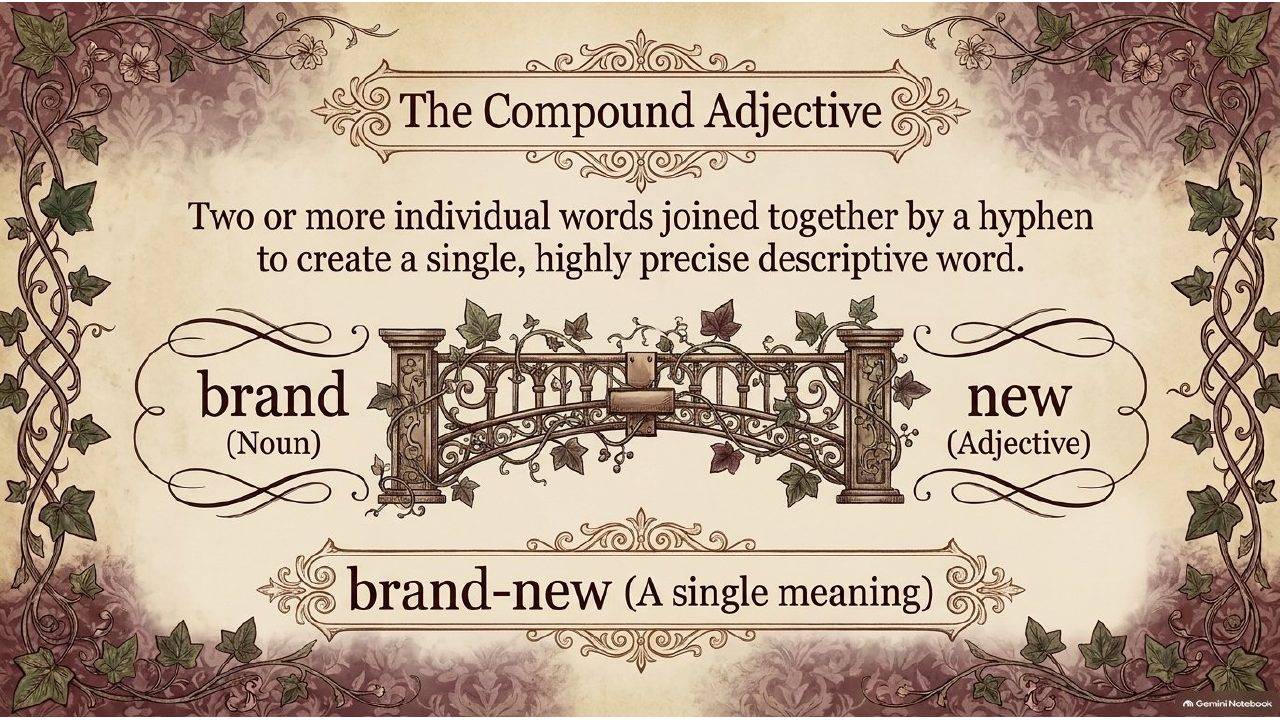 The Compound Adjective
Two or more individual words joined together by a hyphen
to create a single, highly precise descriptive word.
brand
(Noun)
new
(Adjective)
brand-new (A single meaning)
Gemini Notebook